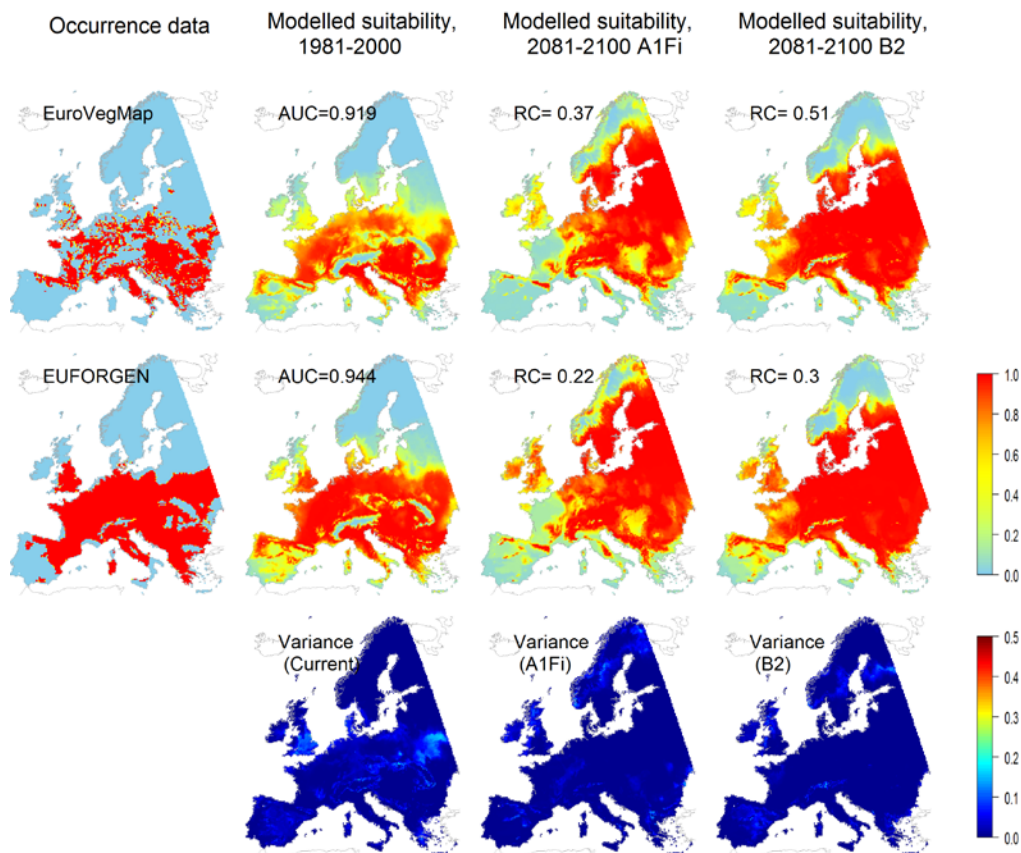 Occurrence data
Modelled suitability,
1981-2000
Modelled suitability,
2081-2100 A1Fi
Modelled suitability,
2081-2100 B2
EuroVegMap
AUC=0.919
RC= 0.37
RC= 0.51
EUFORGEN
AUC=0.944
RC= 0.22
RC= 0.3
1.0
0.8
0.6
0.4
0.2
0.0
Variance
(Current)
Variance
(A1Fi)
Variance
(B2)
0.5
0.4
0.3
0.2
0.1
0.0